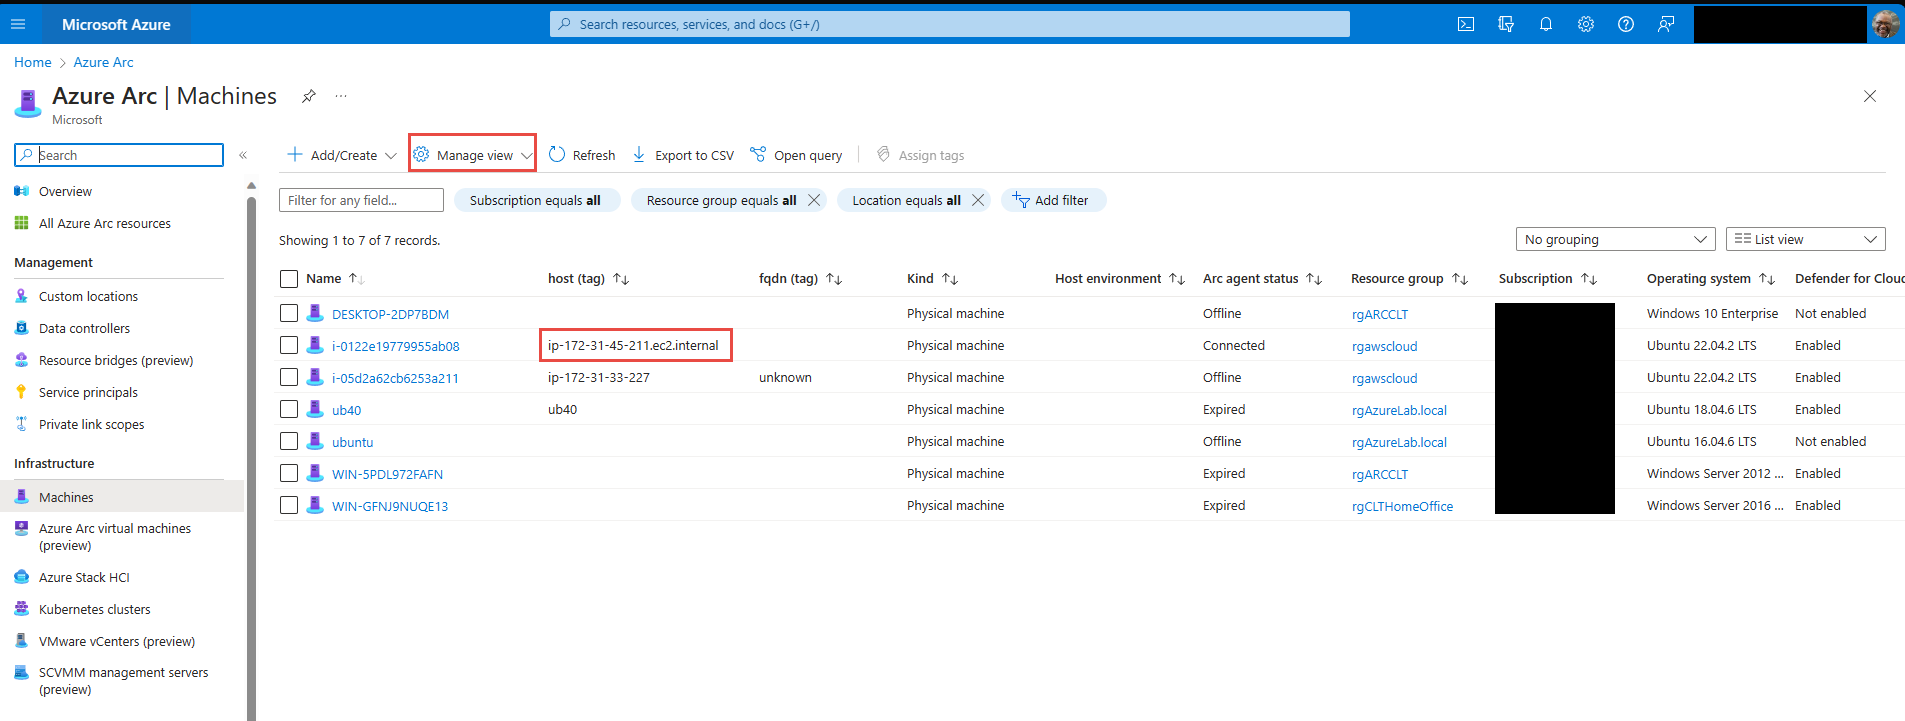 Microsoft Azure
Search resources, services, and docs (G+/)
Home > Azure Arc
Azure Arc | Machines
Microsoft
Search
Overview
All Azure Arc resources
Management
Custom locations
Data controllers
Resource bridges (preview)
Service principals
Private link scopes
Infrastructure
Machines
Azure Arc virtual machines
(preview)
Azure Stack HCI
Kubernetes clusters
VMware vCenters (preview)
SCVMM management servers
(preview)
Add/Create Manage view Refresh Export to CSV Open query Assign tags
Filter for any field... Subscription equals all Resource group equals all Location equals all Add filter
Showing 1 to 7 of 7 records. No grouping List view
Name host (tag) fqdn (tag) Kind Host environment Arc agent status Resource group Subscription Operating system Defender for Clou
DESKTOP-2DP7BDM Physical machine Offline rgARCCLT Windows 10 Enterprise Not enabled
i-0122e19779955ab08 ip-172-31-45-211.ec2.internal Physical machine Connected rgawscloud Ubuntu 22.04.2 LTS Enabled
i-05d2a62cb6253a211 ip-172-31-33-227 unknown Physical machine Offline rgawscloud Ubuntu 22.04.2 LTS Enabled
ub40 ub40 Physical machine Expired rgAzureLab.local Ubuntu 18.04.6 LTS Enabled
ubuntu Physical machine Offline rgAzureLab.local Ubuntu 16.04.6 LTS Not enabled
WIN-5PDL972FAFN Physical machine Expired rgARCCLT Windows Server 2012 ... Enabled
WIN-GFNJ9NUQE13 Physical machine Expired rgCLTHomeOffice Windows Server 2016 ... Enabled